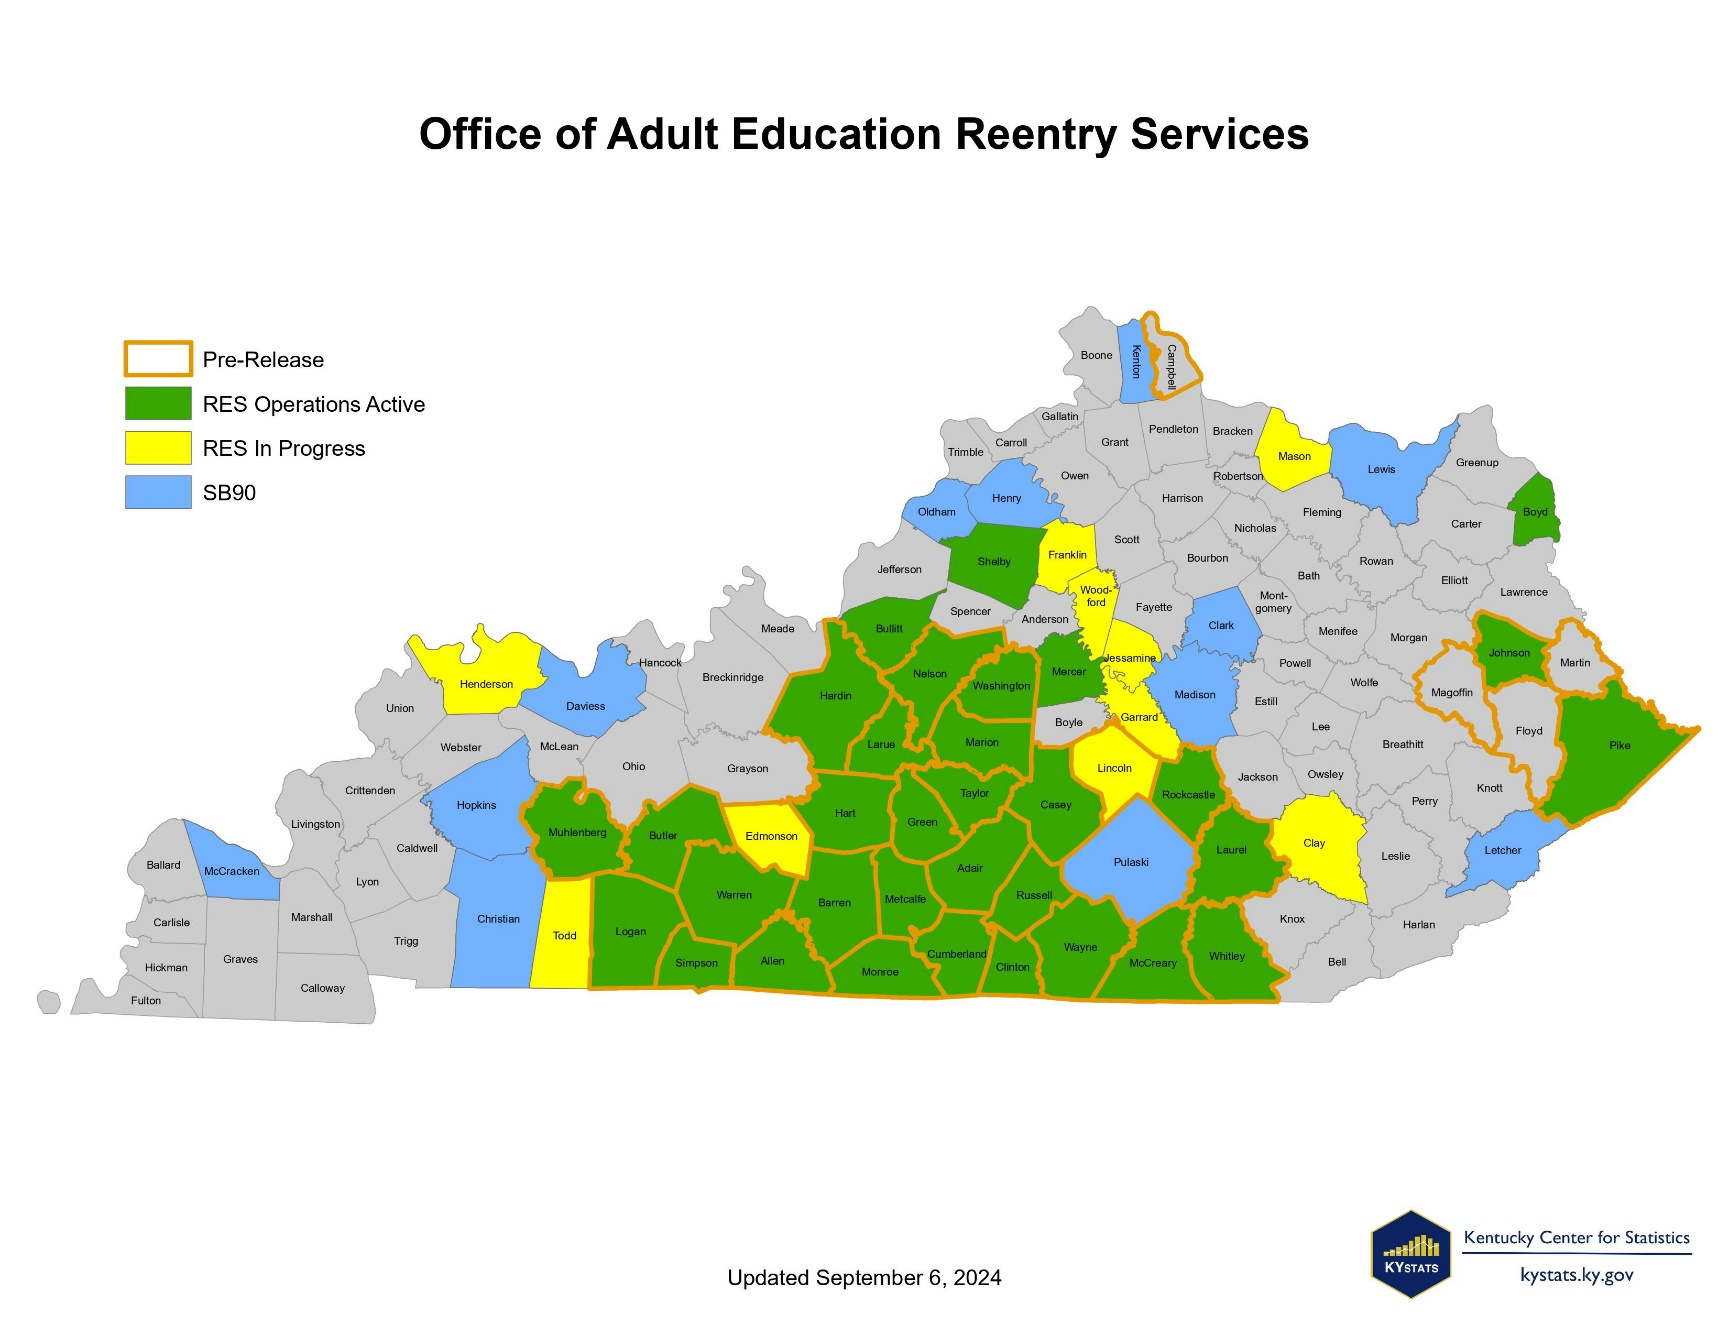 Office of Adult Education Reentry Services
Pre-Release
RES Operations Active
RES In Progress
SB90
Boone
Kenton
Campbell
Gallatin
Carroll
Trimble
Grant
Pendleton
Bracken
Mason
Lewis
Greenup
Owen
Robertson
Henry
Oldham
Harrison
Fleming
Boyd
Carter
Nicholas
Shelby
Franklin
Scott
Bourbon
Rowan
Jefferson
Bath
Elliott
Lawrence
Wood-
ford
Mont-
gomery
Fayette
Spencer
Anderson
Clark
Bullitt
Meade
Menifee
Morgan
Johnson
Martin
Jessamine
Hancock
Powell
Nelson
Mercer
Breckinridge
Henderson
Washington
Wolfe
Magoffin
Hardin
Madison
Daviess
Union
Estill
Garrard
Boyle
Lee
Floyd
Larue
Marion
Breathitt
Pike
Webster
McLean
Ohio
Grayson
Lincoln
Jackson
Owsley
Knott
Crittenden
Taylor
Rockcastle
Perry
Hopkins
Casey
Hart
Green
Livingston
Muhlenberg
Butler
Edmonson
Clay
Caldwell
Laurel
Letcher
Leslie
Pulaski
Ballard
McCracken
Adair
Lyon
Warren
Russell
Metcalfe
Barren
Marshall
Christian
Carlisle
Knox
Harlan
Logan
Todd
Trigg
Wayne
Cumberland
Whitley
Graves
Allen
Simpson
McCreary
Bell
Hickman
Clinton
Monroe
Calloway
Fulton
Updated September 6, 2024
KYSTATS
Kentucky Center for Statistics
kystats.ky.gov